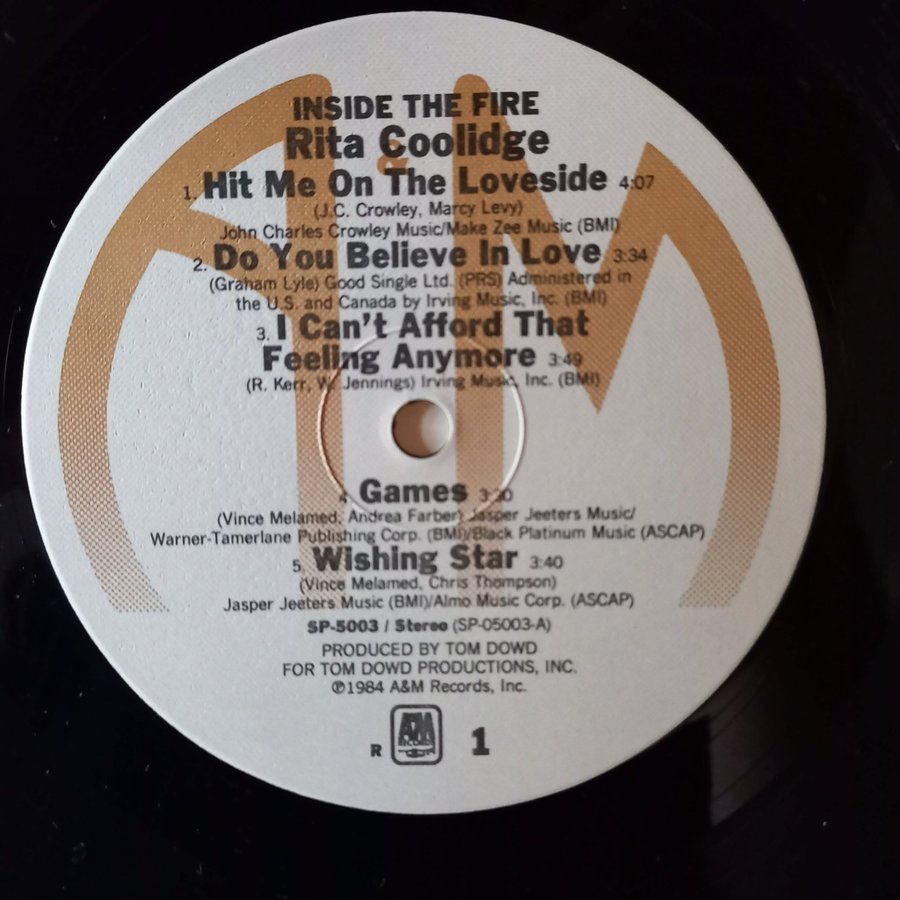 INSIDE THE FIRE
Rita Coolidge
1. Hit Me On The Loveside 4:07
(J.C. Crowley, Marcy Levy)
John Charles Crowley Music/Make Zee Music (BMI)
2. Do You Believe In Love 3:34
(Graham Lyle) Good Single Ltd. (PRS) Administered in
the U.S. and Canada by Irving Music, Inc. (BMI)
3. I Can't Afford That
Feeling Anymore 3:49
(R. Kerr, W. Jennings) Irving Music, Inc. (BMI)
4. Games 3:20
(Vince Melamed, Andrea Farber) Jasper Jeeters Music/
Warner-Tamerlane Publishing Corp. (BMI)/Black Platinum Music (ASCAP)
5. Wishing Star 3:40
(Vince Melamed, Chris Thompson)
Jasper Jeeters Music (BMI)/Almo Music Corp. (ASCAP)
SP-5003 / Stereo (SP-05003-A)
PRODUCED BY TOM DOWD
FOR TOM DOWD PRODUCTIONS, INC.
℗1984 A&M Records, Inc.
R A&M RECORDS 1